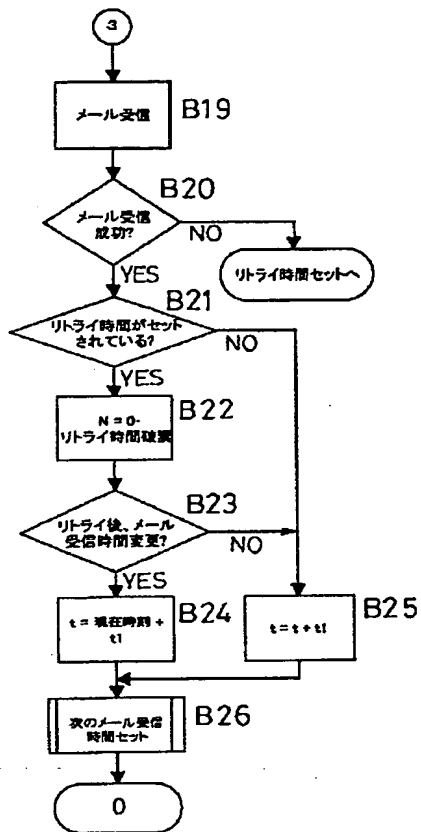 3
メール受信
B19
B20
メール受信
成功?
NO
リトライ時間セットへ
YES
B21
リトライ時間がセット
されている?
NO
YES
B22
N = 0-
リトライ時間破棄
B23
リトライ後、メール
受信時間変更?
NO
YES
B24
t = 現在時刻 +
t1
B25
t = t + t1
B26
次のメール受信
時間セット
0